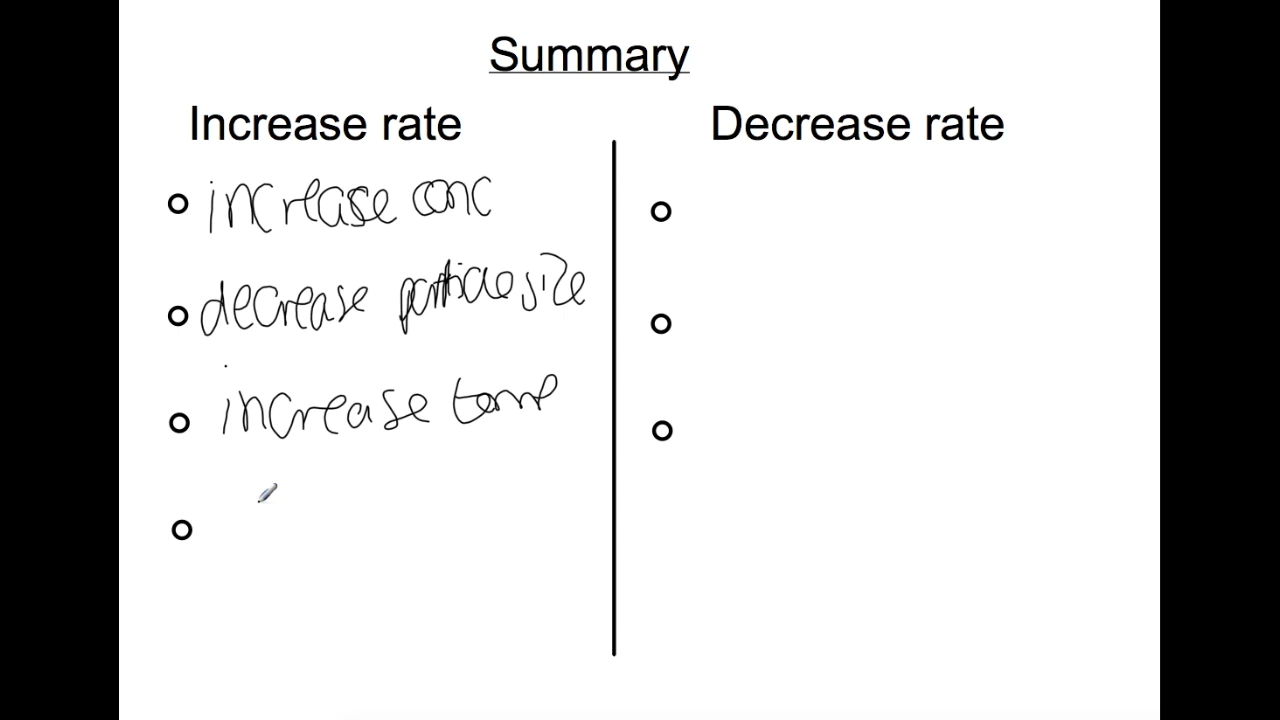 Summary
Increase rate
increase conc
decrease particle size
increase temp
Decrease rate